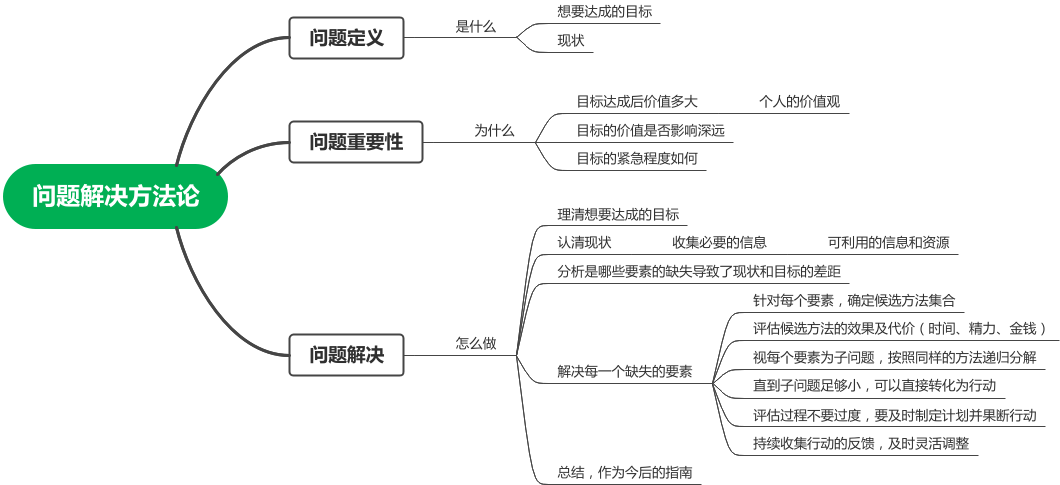 问题解决方法论
问题定义
是什么
想要达成的目标
现状
问题重要性
为什么
目标达成后价值多大
个人的价值观
目标的价值是否影响深远
目标的紧急程度如何
问题解决
怎么做
理清想要达成的目标
认清现状
收集必要的信息
可利用的信息和资源
分析是哪些要素的缺失导致了现状和目标的差距
解决每一个缺失的要素
针对每个要素，确定候选方法集合
评估候选方法的效果及代价（时间、精力、金钱）
视每个要素为子问题，按照同样的方法递归分解
直到子问题足够小，可以直接转化为行动
评估过程不要过度，要及时制定计划并果断行动
持续收集行动的反馈，及时灵活调整
总结，作为今后的指南